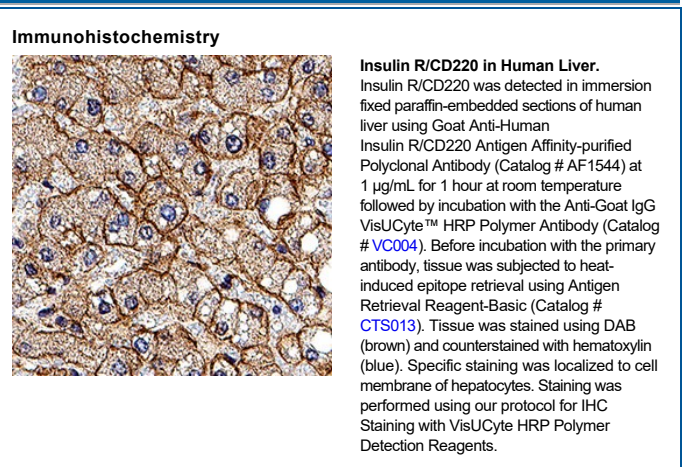 Immunohistochemistry
Insulin R/CD220 in Human Liver.
Insulin R/CD220 was detected in immersion
fixed paraffin-embedded sections of human
liver using Goat Anti-Human
Insulin R/CD220 Antigen Affinity-purified
Polyclonal Antibody (Catalog # AF1544) at
1 µg/mL for 1 hour at room temperature
followed by incubation with the Anti-Goat IgG
VisUCyte™ HRP Polymer Antibody (Catalog
# VC004). Before incubation with the primary
antibody, tissue was subjected to heat-
induced epitope retrieval using Antigen
Retrieval Reagent-Basic (Catalog #
CTS013). Tissue was stained using DAB
(brown) and counterstained with hematoxylin
(blue). Specific staining was localized to cell
membrane of hepatocytes. Staining was
performed using our protocol for IHC
Staining with VisUCyte HRP Polymer
Detection Reagents.